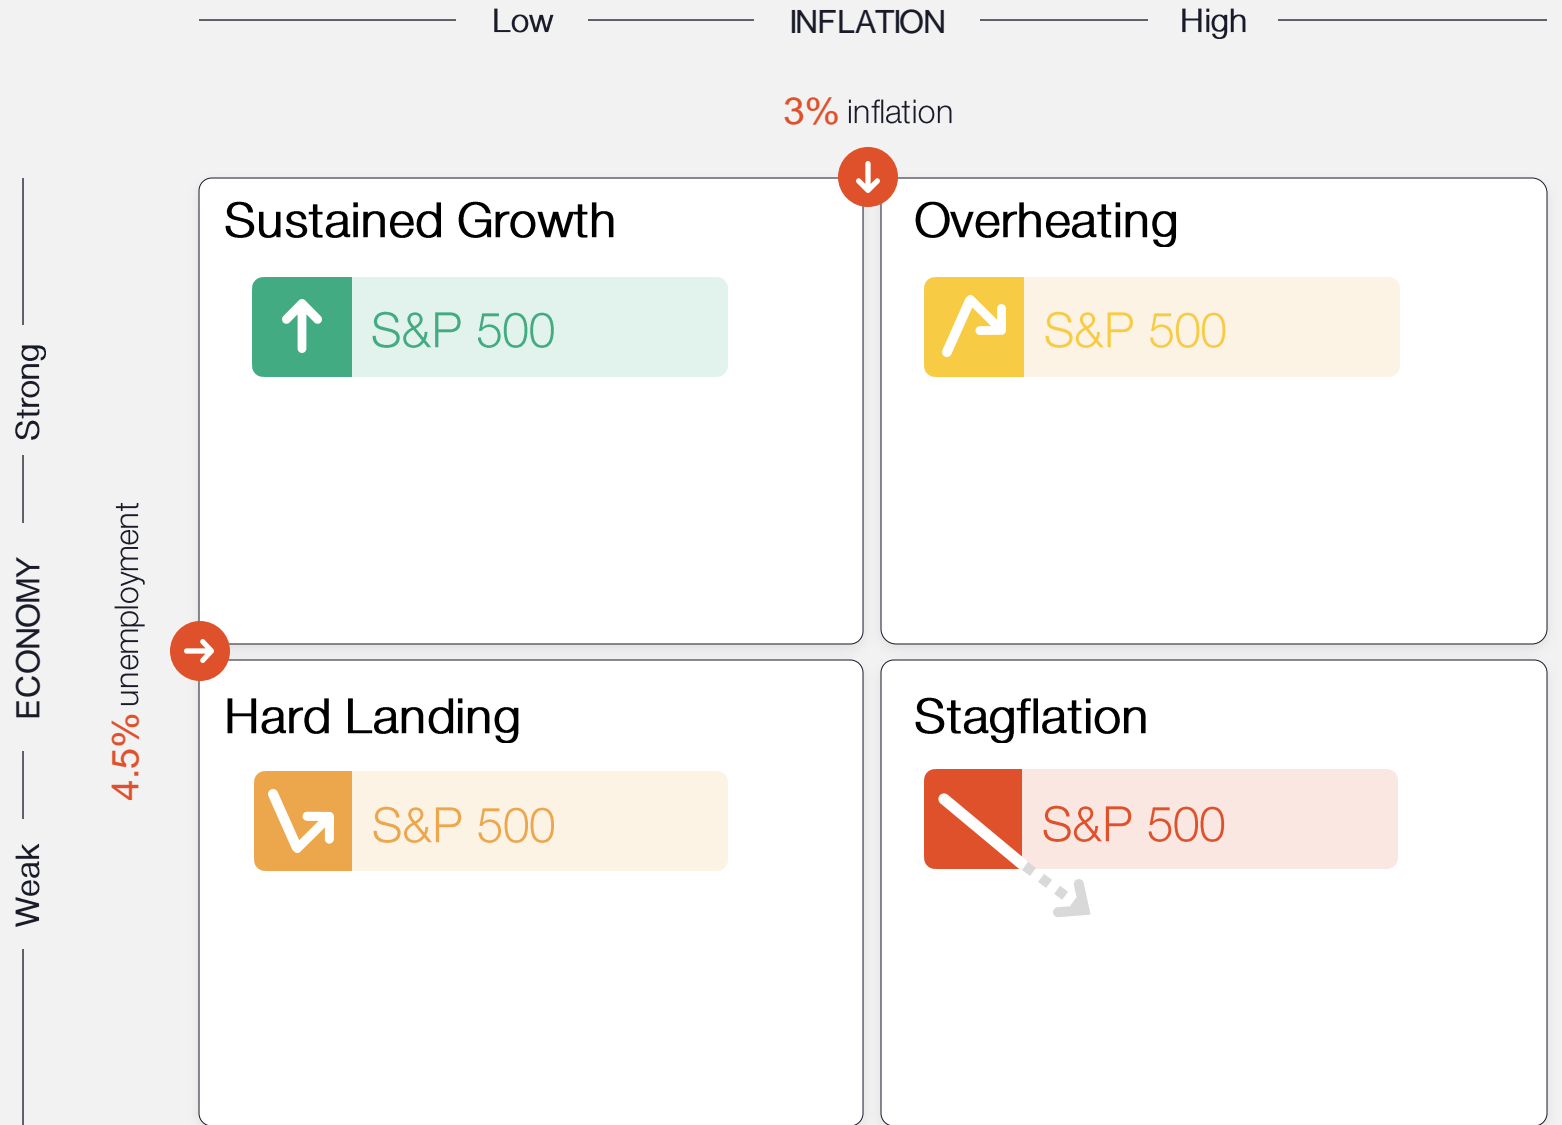 Low
INFLATION
High
3% inflation
Sustained Growth
S&P 500
Overheating
S&P 500
Strong
ECONOMY
Weak
4.5% unemployment
Hard Landing
S&P 500
Stagflation
S&P 500